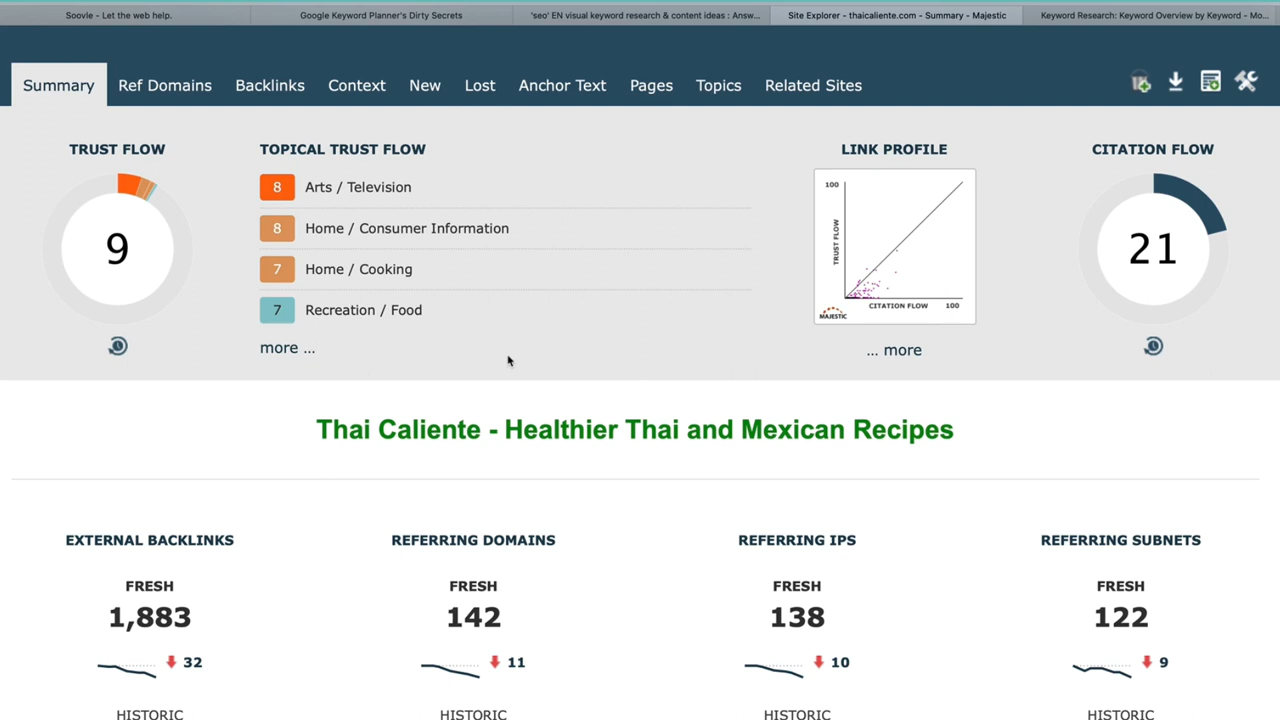 Soovle - Let the web help.
Google Keyword Planner's Dirty Secrets
'seo' EN visual keyword research & content ideas : Answ...
Site Explorer - thaicaliente.com - Summary - Majestic
Keyword Research: Keyword Overview by Keyword - Mo...
Summary Ref Domains Backlinks Context New Lost Anchor Text Pages Topics Related Sites
TRUST FLOW
9
TOPICAL TRUST FLOW
8 Arts / Television
8 Home / Consumer Information
7 Home / Cooking
7 Recreation / Food
more ...
LINK PROFILE
100
TRUST FLOW
CITATION FLOW 100
MAJESTIC
... more
CITATION FLOW
21
Thai Caliente - Healthier Thai and Mexican Recipes
EXTERNAL BACKLINKS
FRESH
1,883
32
HISTORIC
REFERRING DOMAINS
FRESH
142
11
HISTORIC
REFERRING IPS
FRESH
138
10
HISTORIC
REFERRING SUBNETS
FRESH
122
9
HISTORIC